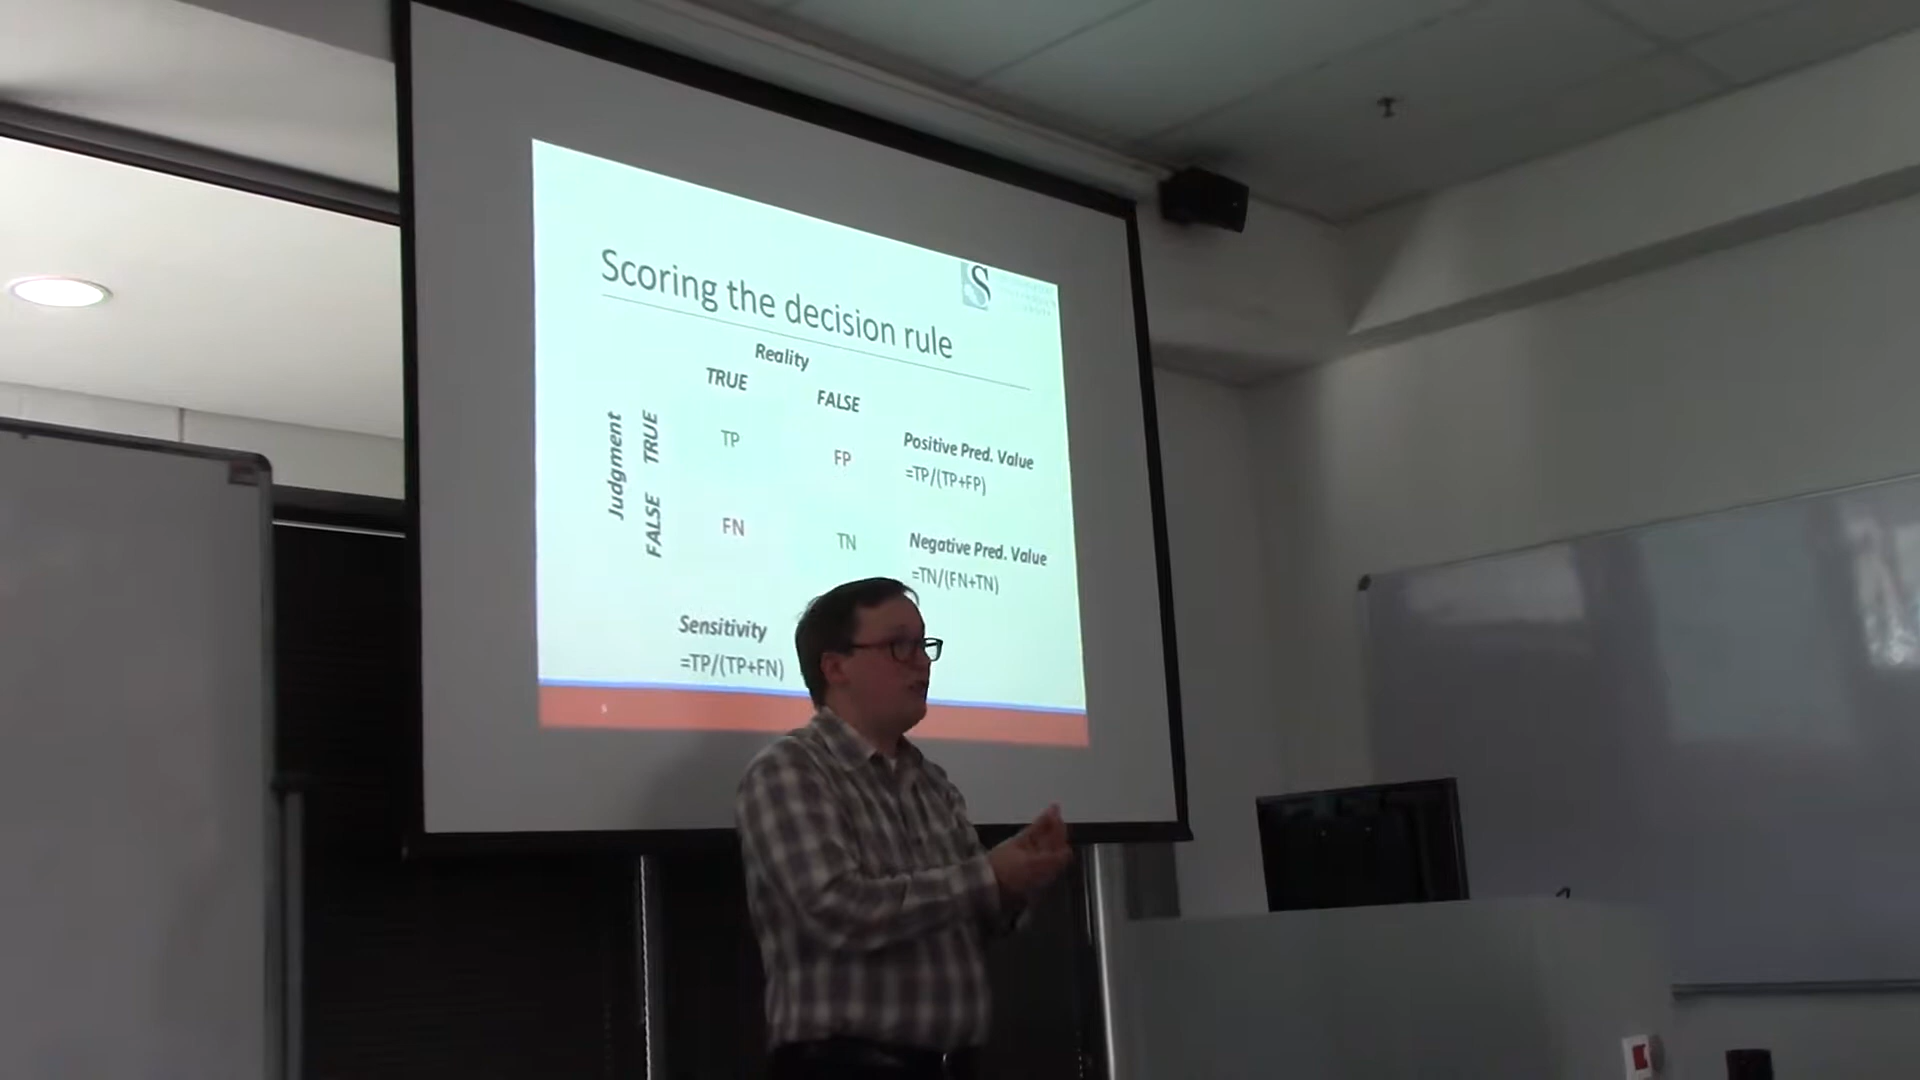 S
Scoring the decision rule
Reality
TRUE
FALSE
Judgment
TRUE
FALSE
TP
FP
Positive Pred. Value
=TP/(TP+FP)
FN
TN
Negative Pred. Value
=TN/(FN+TN)
Sensitivity
=TP/(TP+FN)